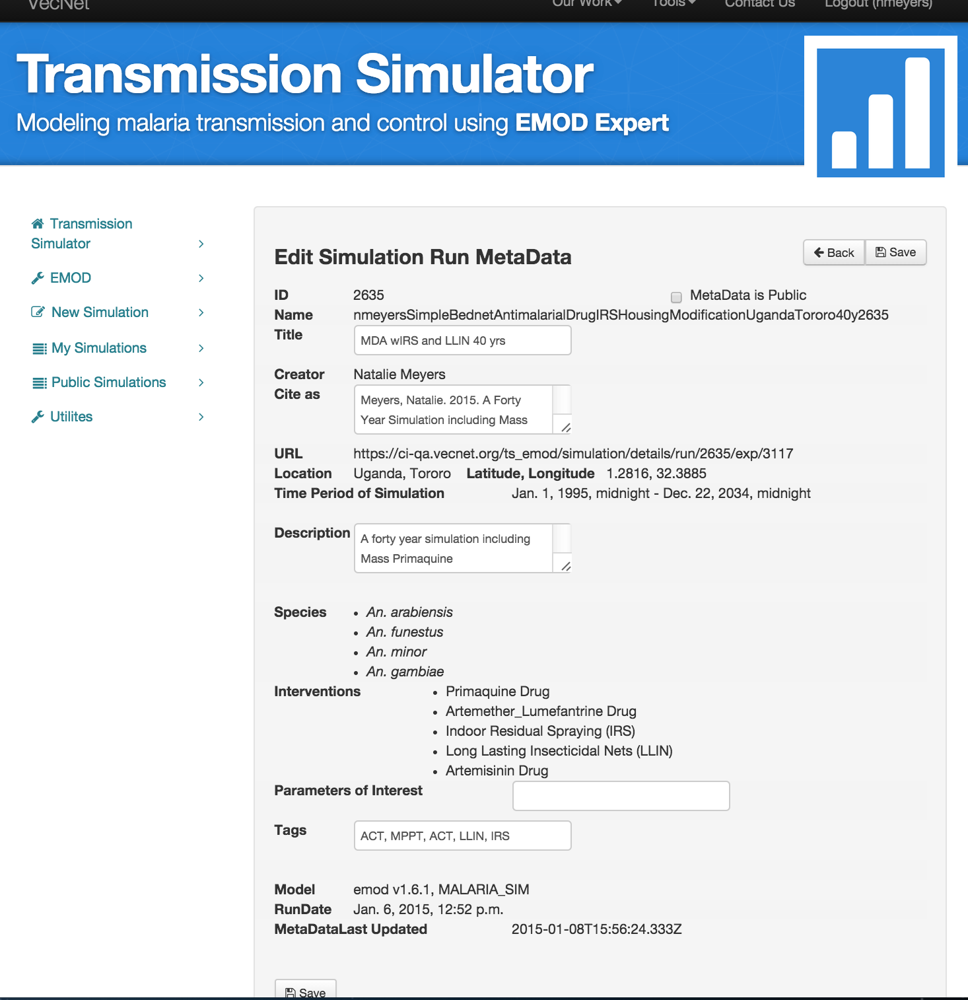 VecNet
Our Work Tools Contact Us Logout (nmeyers)
Transmission Simulator
Modeling malaria transmission and control using EMOD Expert
Transmission
Simulator
EMOD
New Simulation
My Simulations
Public Simulations
Utilites
Edit Simulation Run MetaData
Back Save
ID 2635 MetaData is Public
Name nmeyersSimpleBednetAntimalarialDrugIRSHousingModificationUgandaTororo40y2635
Title MDA wIRS and LLIN 40 yrs
Creator Natalie Meyers
Cite as Meyers, Natalie. 2015. A Forty
Year Simulation including Mass
URL https://ci-qa.vecnet.org/ts_emod/simulation/details/run/2635/exp/3117
Location Uganda, Tororo Latitude, Longitude 1.2816, 32.3885
Time Period of Simulation Jan. 1, 1995, midnight - Dec. 22, 2034, midnight
Description A forty year simulation including
Mass Primaquine
Species • An. arabiensis
• An. funestus
• An. minor
• An. gambiae
Interventions • Primaquine Drug
• Artemether_Lumefantrine Drug
• Indoor Residual Spraying (IRS)
• Long Lasting Insecticidal Nets (LLIN)
• Artemisinin Drug
Parameters of Interest
Tags ACT, MPPT, ACT, LLIN, IRS
Model emod v1.6.1, MALARIA_SIM
RunDate Jan. 6, 2015, 12:52 p.m.
MetaDataLast Updated 2015-01-08T15:56:24.333Z
Save